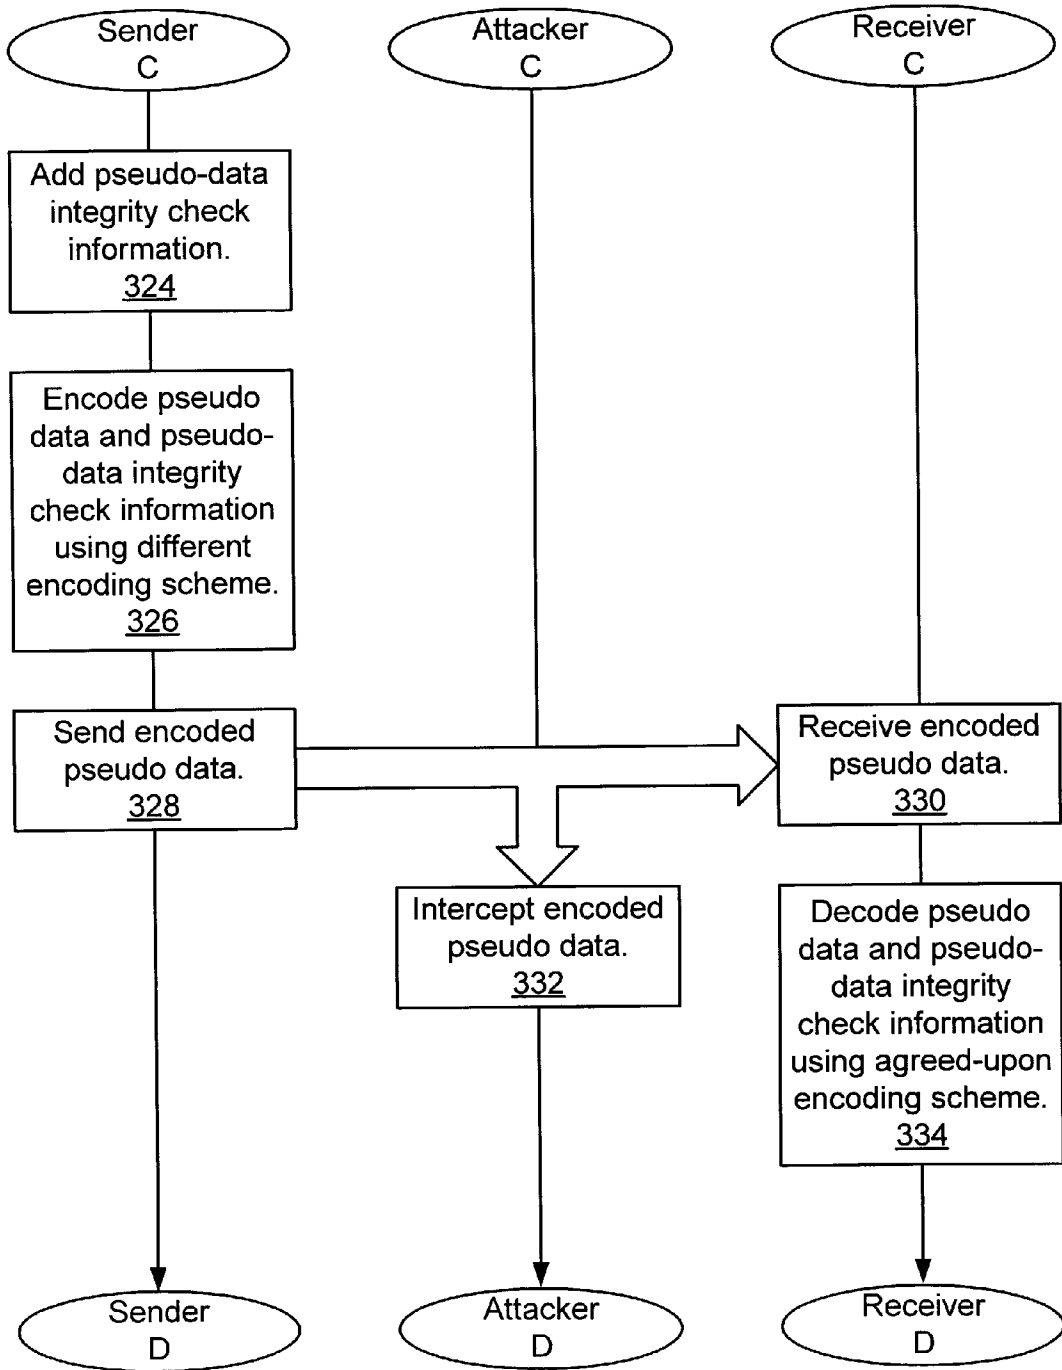 Sender
C
Attacker
C
Receiver
C
Add pseudo-data
integrity check
information.
324
Encode pseudo
data and pseudo-
data integrity
check information
using different
encoding scheme.
326
Send encoded
pseudo data.
328
Receive encoded
pseudo data.
330
Intercept encoded
pseudo data.
332
Decode pseudo
data and pseudo-
data integrity
check information
using agreed-upon
encoding scheme.
334
Sender
D
Attacker
D
Receiver
D